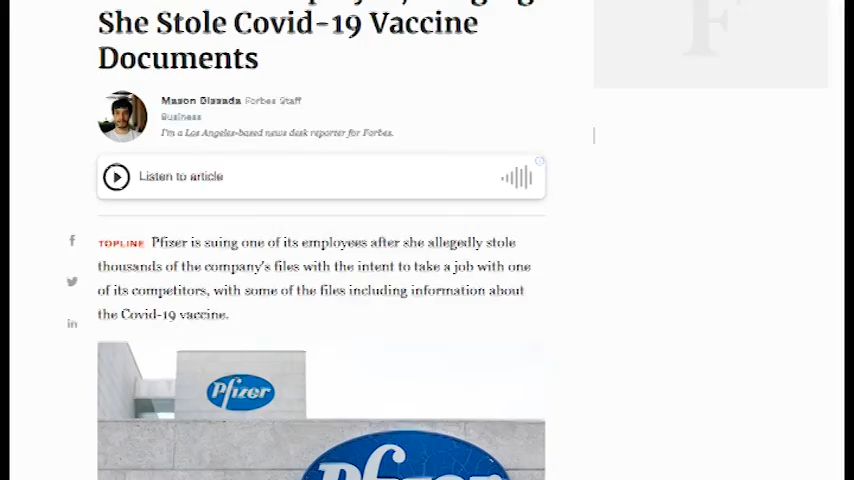 She Stole Covid-19 Vaccine
Documents
Mason Bissada Forbes Staff
Business
I'm a Los Angeles-based news desk reporter for Forbes.
Listen to article
TOPLINE Pfizer is suing one of its employees after she allegedly stole
thousands of the company's files with the intent to take a job with one
of its competitors, with some of the files including information about
the Covid-19 vaccine.
Pfizer
Pfizer